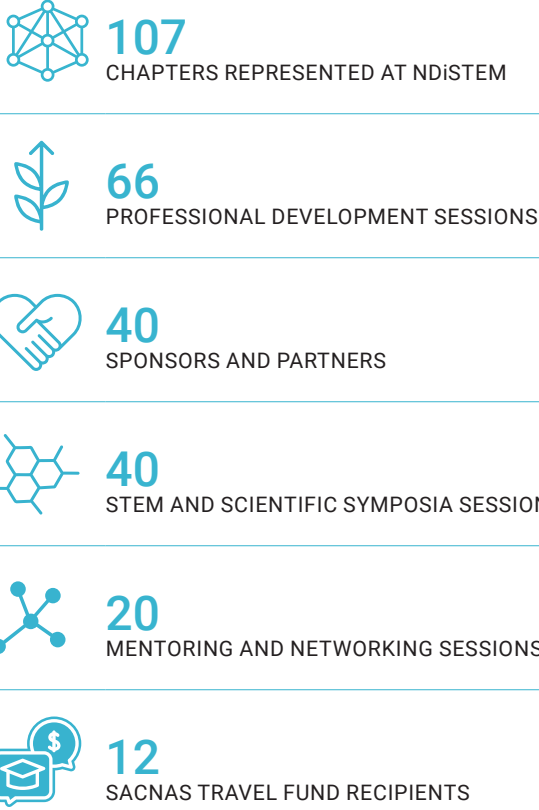 107
CHAPTERS REPRESENTED AT NDiSTEM
66
PROFESSIONAL DEVELOPMENT SESSIONS
40
SPONSORS AND PARTNERS
40
STEM AND SCIENTIFIC SYMPOSIA
20
MENTORING AND NETWORKING SESSIONS
$
12
SACNAS TRAVEL FUND RECIPIENTS